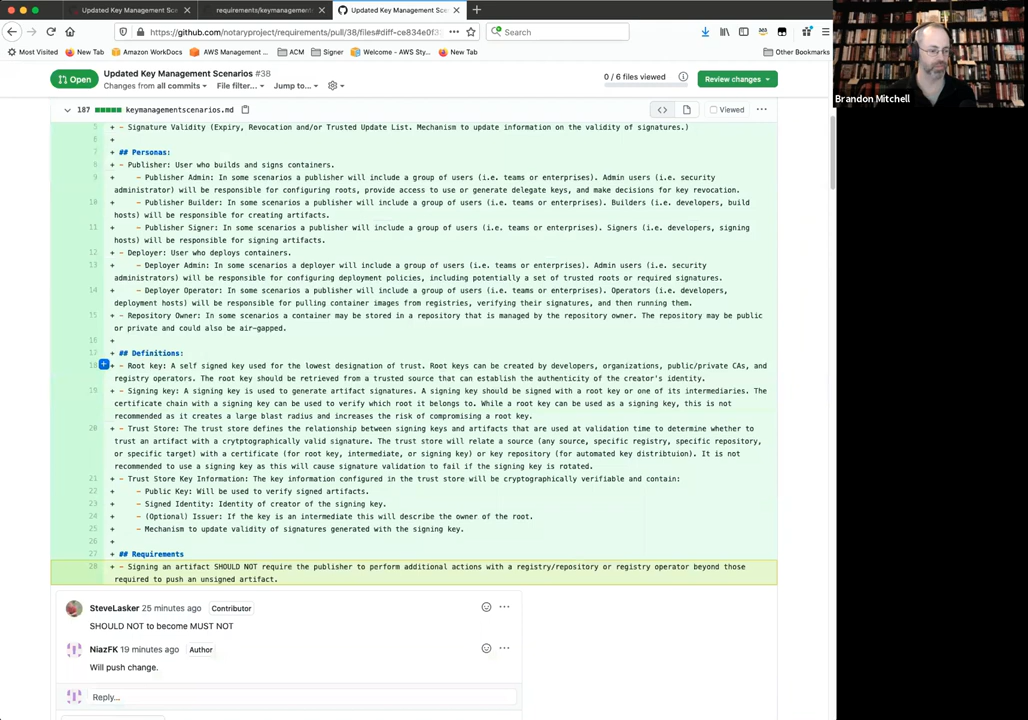 Updated Key Management Sce
requirements/keymanagement
Updated Key Management Scenar
https://github.com/notaryproject/requirements/pull/38/files#diff-ce834e0f3
Search
Most Visited
New Tab
Amazon WorkDocs
AWS Management ...
ACM
Signer
Welcome - AWS Sty...
New Tab
Other Bookmarks
Open
Updated Key Management Scenarios #38
Changes from all commits
File filter...
Jump to...
0 / 6 files viewed
Review changes
187 keymanagementscenarios.md
Viewed
5 + - Signature Validity (Expiry, Revocation and/or Trusted Update List. Mechanism to update information on the validity of signatures.)
6 +
7 + ## Personas:
8 + - Publisher: User who builds and signs containers.
9 + - Publisher Admin: In some scenarios a publisher will include a group of users (i.e. teams or enterprises). Admin users (i.e. security
administrator) will be responsible for configuring roots, provide access to use or generate delegate keys, and make decisions for key revocation.
10 + - Publisher Builder: In some scenarios a publisher will include a group of users (i.e. teams or enterprises). Builders (i.e. developers, build
hosts) will be responsible for creating artifacts.
11 + - Publisher Signer: In some scenarios a publisher will include a group of users (i.e. teams or enterprises). Signers (i.e. developers, signing
hosts) will be responsible for signing artifacts.
12 + - Deployer: User who deploys containers.
13 + - Deployer Admin: In some scenarios a deployer will include a group of users (i.e. teams or enterprises). Admin users (i.e. security
administrators) will be responsible for configuring deployment policies, including potentially a set of trusted roots or required signatures.
14 + - Deployer Operator: In some scenarios a deployer will include a group of users (i.e. teams or enterprises). Operators (i.e. developers,
deployment hosts) will be responsible for pulling container images from registries, verifying their signatures, and then running them.
15 + - Repository Owner: In some scenarios a container may be stored in a repository that is managed by the repository owner. The repository may be public
or private and could also be air-gapped.
16 +
17 + ## Definitions:
18 + - Root key: A self signed key used for the lowest designation of trust. Root keys can be created by developers, organizations, public/private CAs, and
registry operators. The root key should be retrieved from a trusted source that can establish the authenticity of the creator's identity.
19 + - Signing key: A signing key is used to generate artifact signatures. A signing key should be signed with a root key or one of its intermediaries. The
certificate chain with a signing key can be used to verify which root it belongs to. While a root key can be used as a signing key, this is not
recommended as it creates a large blast radius and increases the risk of compromising a root key.
20 + - Trust Store: The trust store defines the relationship between signing keys and artifacts that are used at validation time to determine whether to
trust an artifact with a cryptographically valid signature. The trust store will relate a source (any source, specific registry, specific repository,
or specific target) with a certificate (for root key, intermediate, or signing key) or key repository (for automated key distribtuion). It is not
recommended to use a signing key as this will cause signature validation to fail if the signing key is rotated.
21 + - Trust Store Key Information: The key information configured in the trust store will be cryptographically verifiable and contain:
22 + - Public Key: Will be used to verify signed artifacts.
23 + - Signed Identity: Identity of creator of the signing key.
24 + - (Optional) Issuer: If the key is an intermediate this will describe the owner of the root.
25 + - Mechanism to update validity of signatures generated with the signing key.
26 +
27 + ## Requirements
28 + - Signing an artifact SHOULD NOT require the publisher to perform additional actions with a registry/repository or registry operator beyond those
required to push an unsigned artifact.
SteveLasker 25 minutes ago Contributor
SHOULD NOT to become MUST NOT
NiazFK 19 minutes ago Author
Will push change.
Reply...
Brandon Mitchell